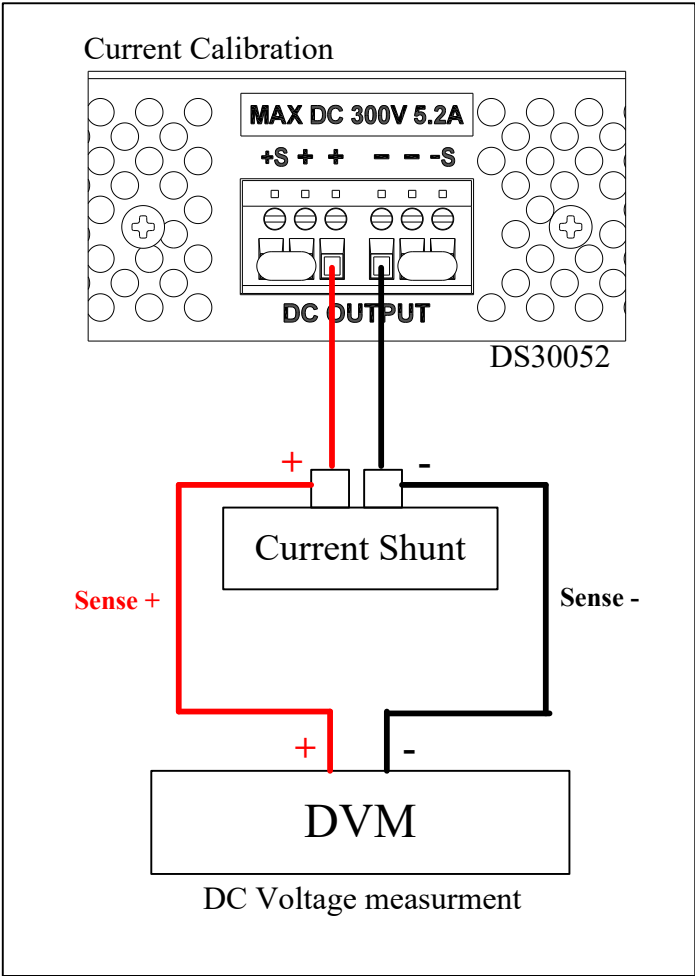 Current Calibration
MAX DC 300V 5.2A
+S + + - - -S
DC OUTPUT
DS30052
+ -
Current Shunt
Sense +
Sense -
+ -
DVM
DC Voltage measurment